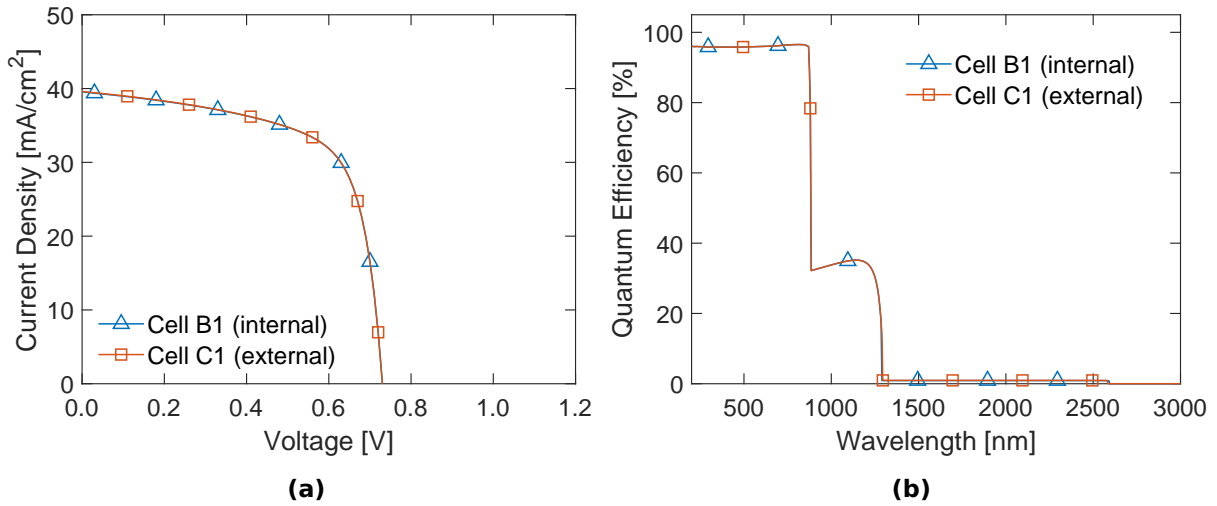 50
40
30
20
10
0
Current Density [mA/cm²]
Cell B1 (internal)
Cell C1 (external)
0.0 0.2 0.4 0.6 0.8 1.0 1.2
Voltage [V]
(a)
100
80
60
40
20
0
Quantum Efficiency [%]
Cell B1 (internal)
Cell C1 (external)
500 1000 1500 2000 2500 3000
Wavelength [nm]
(b)